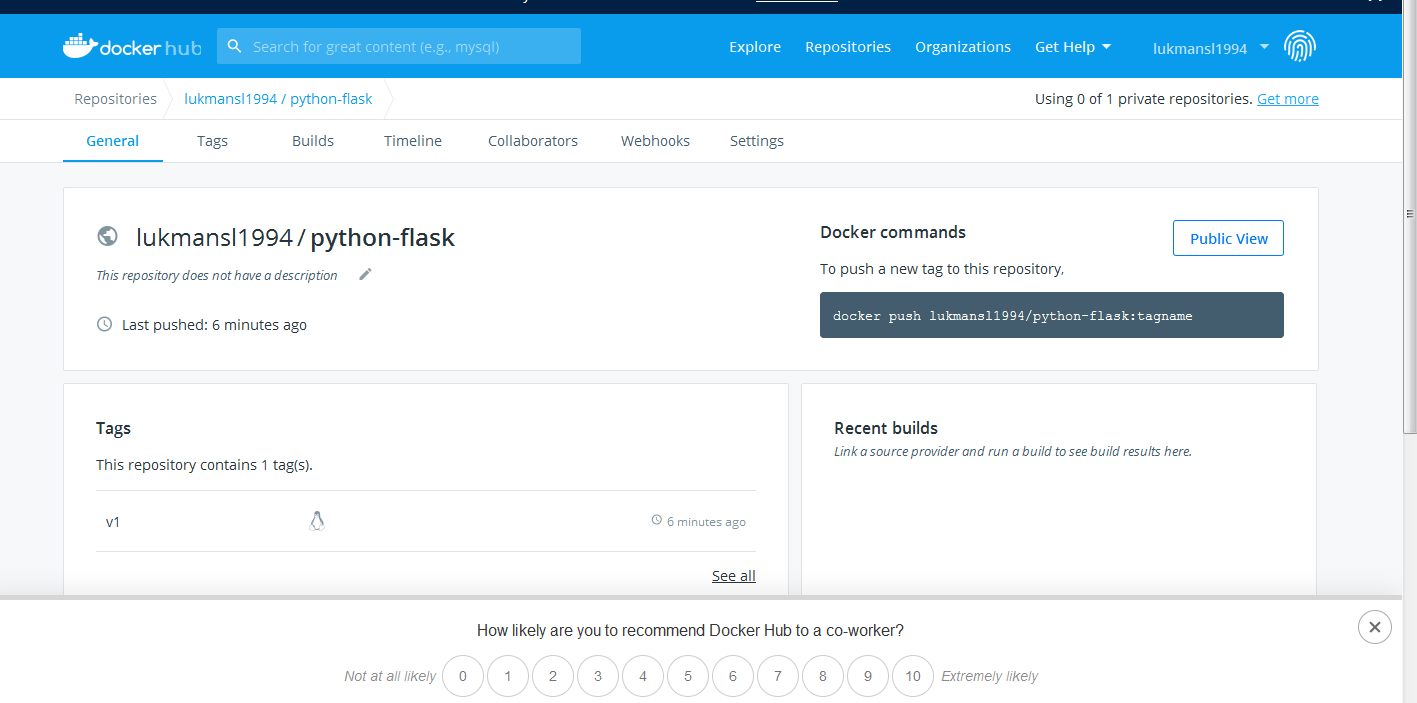 docker hub
Search for great content (e.g., mysql)
Explore Repositories Organizations Get Help lukmansl1994
Repositories lukmansl1994 / python-flask Using 0 of 1 private repositories. Get more
General Tags Builds Timeline Collaborators Webhooks Settings
lukmansl1994 / python-flask
This repository does not have a description
Last pushed: 6 minutes ago
Docker commands
Public View
To push a new tag to this repository,
docker push lukmansl1994/python-flask:tagname
Tags
This repository contains 1 tag(s).
v1 6 minutes ago
See all
Recent builds
Link a source provider and run a build to see build results here.
How likely are you to recommend Docker Hub to a co-worker?
Not at all likely 0 1 2 3 4 5 6 7 8 9 10 Extremely likely